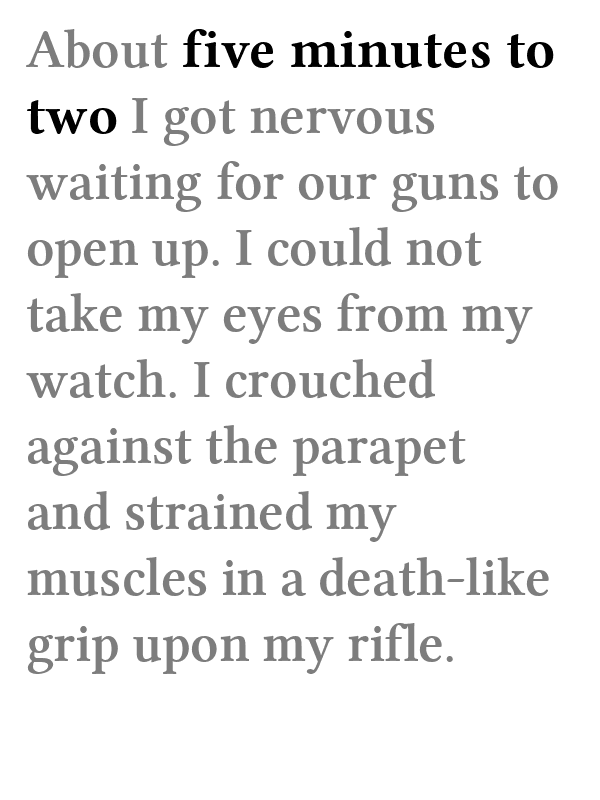 About five minutes to
two I got nervous
waiting for our guns to
open up. I could not
take my eyes from my
watch. I crouched
against the parapet
and strained my
muscles in a death-like
grip upon my rifle.